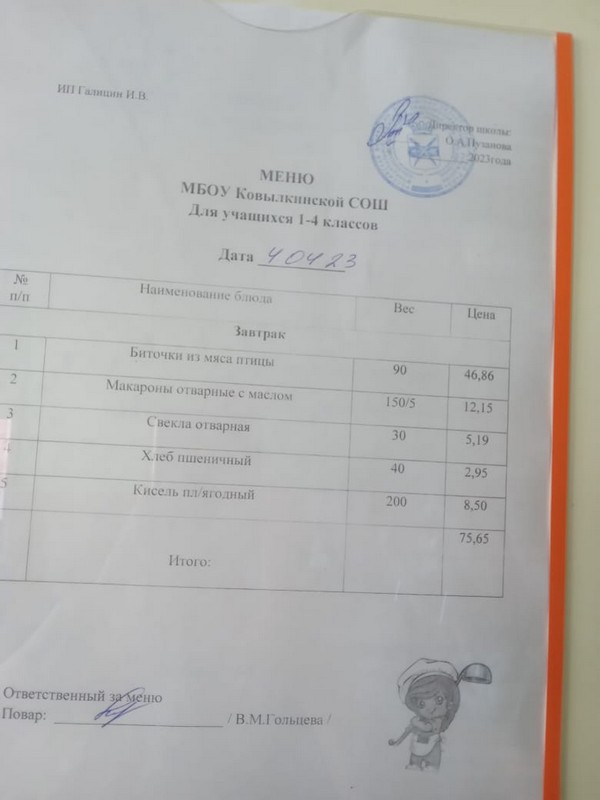 ИП Галицин И.В.
Директор школы:
О.А.Пузанова
2023года
МЕНЮ
МБОУ Ковылкинской СОШ
Для учащихся 1-4 классов
Дата 4 04 23
№ п/п Наименование блюда Вес Цена
Завтрак
1 Биточки из мяса птицы 90 46,86
2 Макароны отварные с маслом 150/5 12,15
3 Свекла отварная 30 5,19
4 Хлеб пшеничный 40 2,95
5 Кисель пл/ягодный 200 8,50
Итого: 75,65
Ответственный за меню
Повар: / В.М.Гольцева /